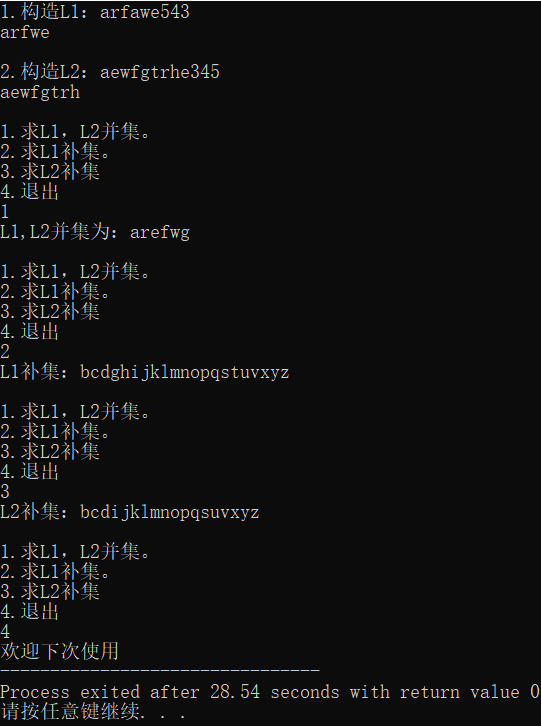 1.构造L1：arfawe543
arfwe
2.构造L2：aewfgtrhe345
aewfgtrh
1.求L1，L2并集。
2.求L1补集。
3.求L2补集
4.退出
1
L1,L2并集为：arefwg
1.求L1，L2并集。
2.求L1补集。
3.求L2补集
4.退出
2
L1补集：bcdghijklmnopqstuvxyz
1.求L1，L2并集。
2.求L1补集。
3.求L2补集
4.退出
3
L2补集：bcdijklmnopqsuvxyz
1.求L1，L2并集。
2.求L1补集。
3.求L2补集
4.退出
4
欢迎下次使用
--------------------------------
Process exited after 28.54 seconds with return value 0
请按任意键继续. . .